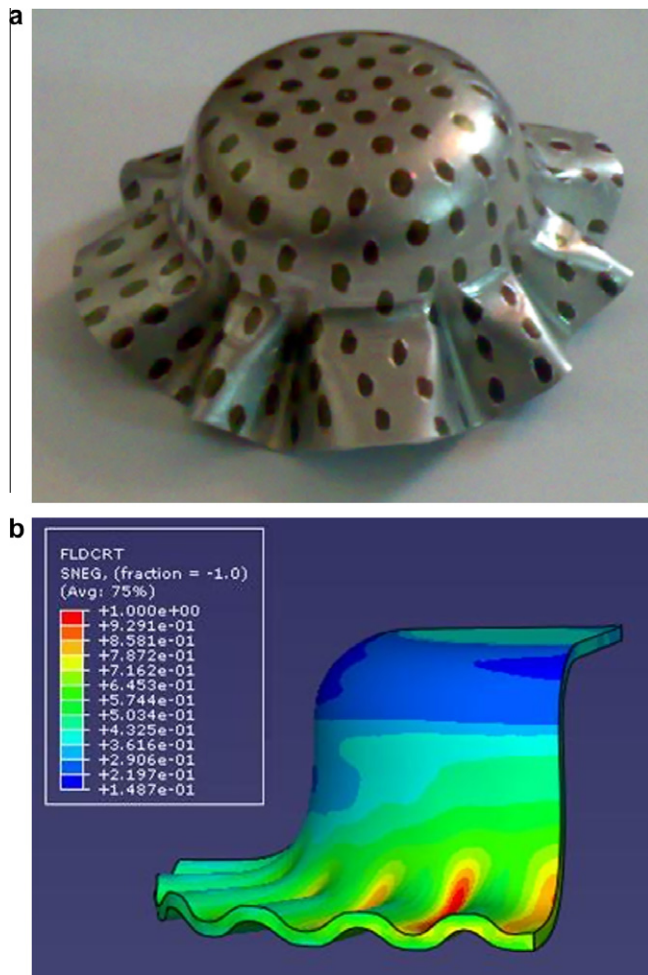 a
b
FLDCRT
SNEG, (fraction = -1.0)
(Avg: 75%)
+1.000e+00
+9.291e-01
+8.581e-01
+7.872e-01
+7.162e-01
+6.453e-01
+5.744e-01
+5.034e-01
+4.325e-01
+3.616e-01
+2.906e-01
+2.197e-01
+1.487e-01